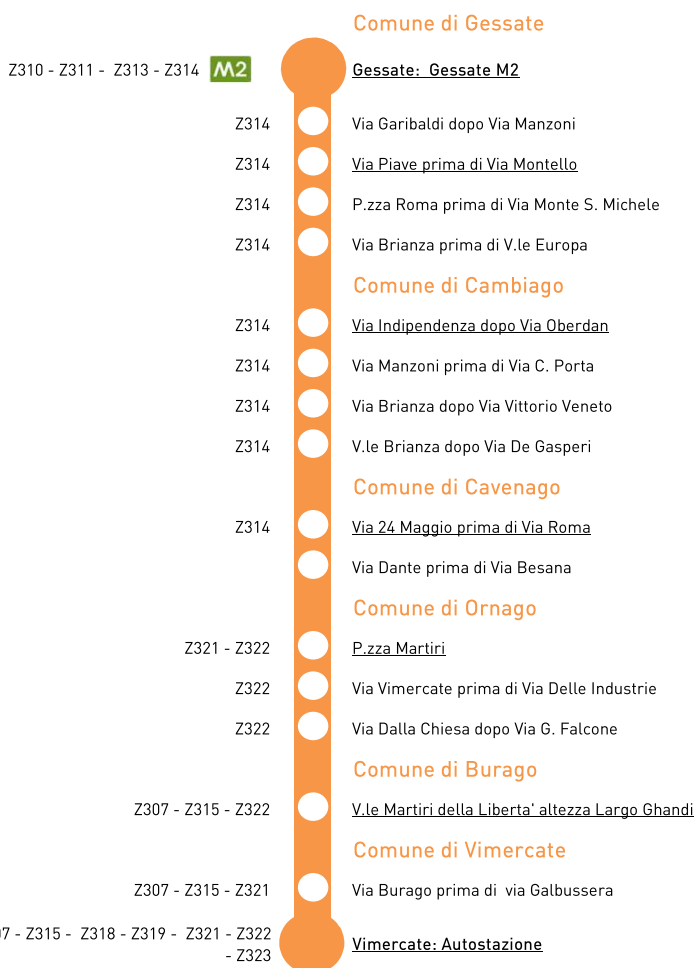 Comune di Gessate
Z310 - Z311 - Z313 - Z314 M2 Gessate: Gessate M2
Z314 Via Garibaldi dopo Via Manzoni
Z314 Via Piave prima di Via Montello
Z314 P.zza Roma prima di Via Monte S. Michele
Z314 Via Brianza prima di V.le Europa
Comune di Cambiago
Z314 Via Indipendenza dopo Via Oberdan
Z314 Via Manzoni prima di Via C. Porta
Z314 Via Brianza dopo Via Vittorio Veneto
Z314 V.le Brianza dopo Via De Gasperi
Comune di Cavenago
Z314 Via 24 Maggio prima di Via Roma
Via Dante prima di Via Besana
Comune di Ornago
Z321 - Z322 P.zza Martiri
Z322 Via Vimercate prima di Via Delle Industrie
Z322 Via Dalla Chiesa dopo Via G. Falcone
Comune di Burago
Z307 - Z315 - Z322 V.le Martiri della Liberta' altezza Largo Ghandi
Comune di Vimercate
Z307 - Z315 - Z321 Via Burago prima di via Galbussera
7 - Z315 - Z318 - Z319 - Z321 - Z322
- Z323 Vimercate: Autostazione